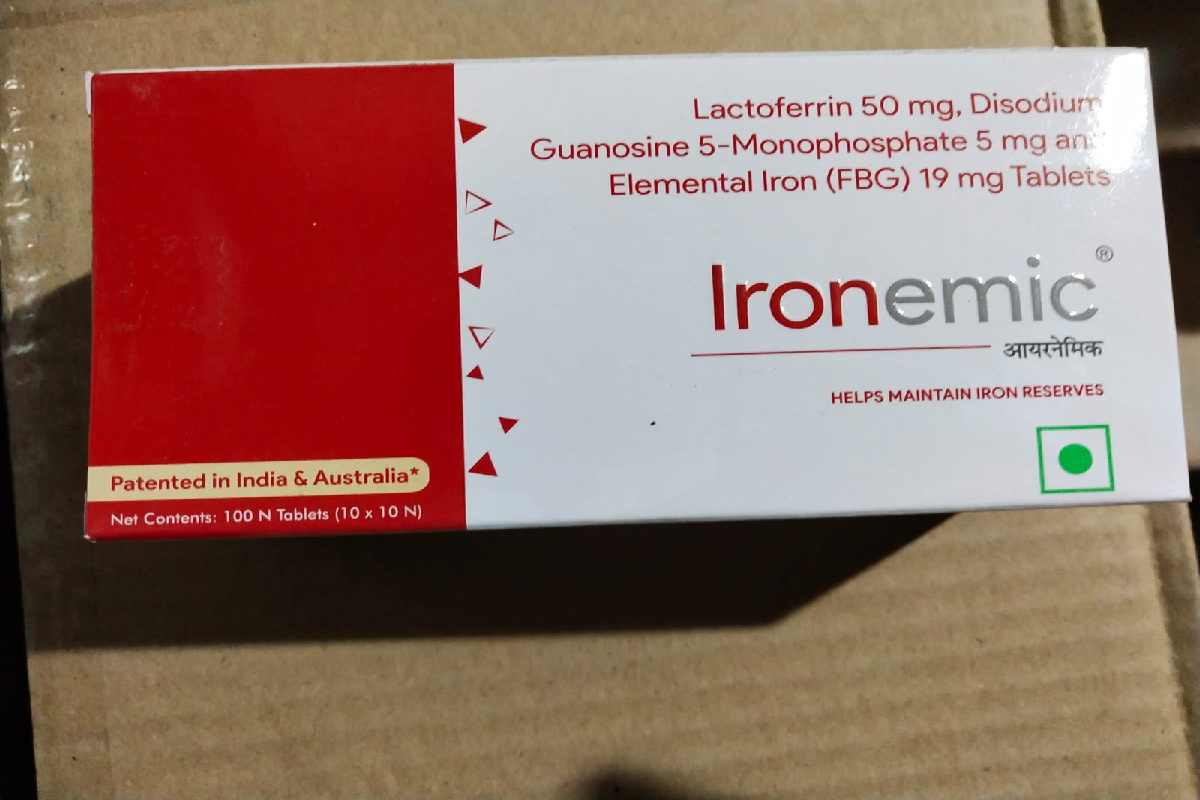 Lactoferrin 50 mg, Disodium
Guanosine 5-Monophosphate 5 mg and
Elemental Iron (FBG) 19 mg Tablets
Ironemic®
आयरनेमिक
HELPS MAINTAIN IRON RESERVES
Patented in India & Australia*
Net Contents: 100 N Tablets (10 x 10 N)